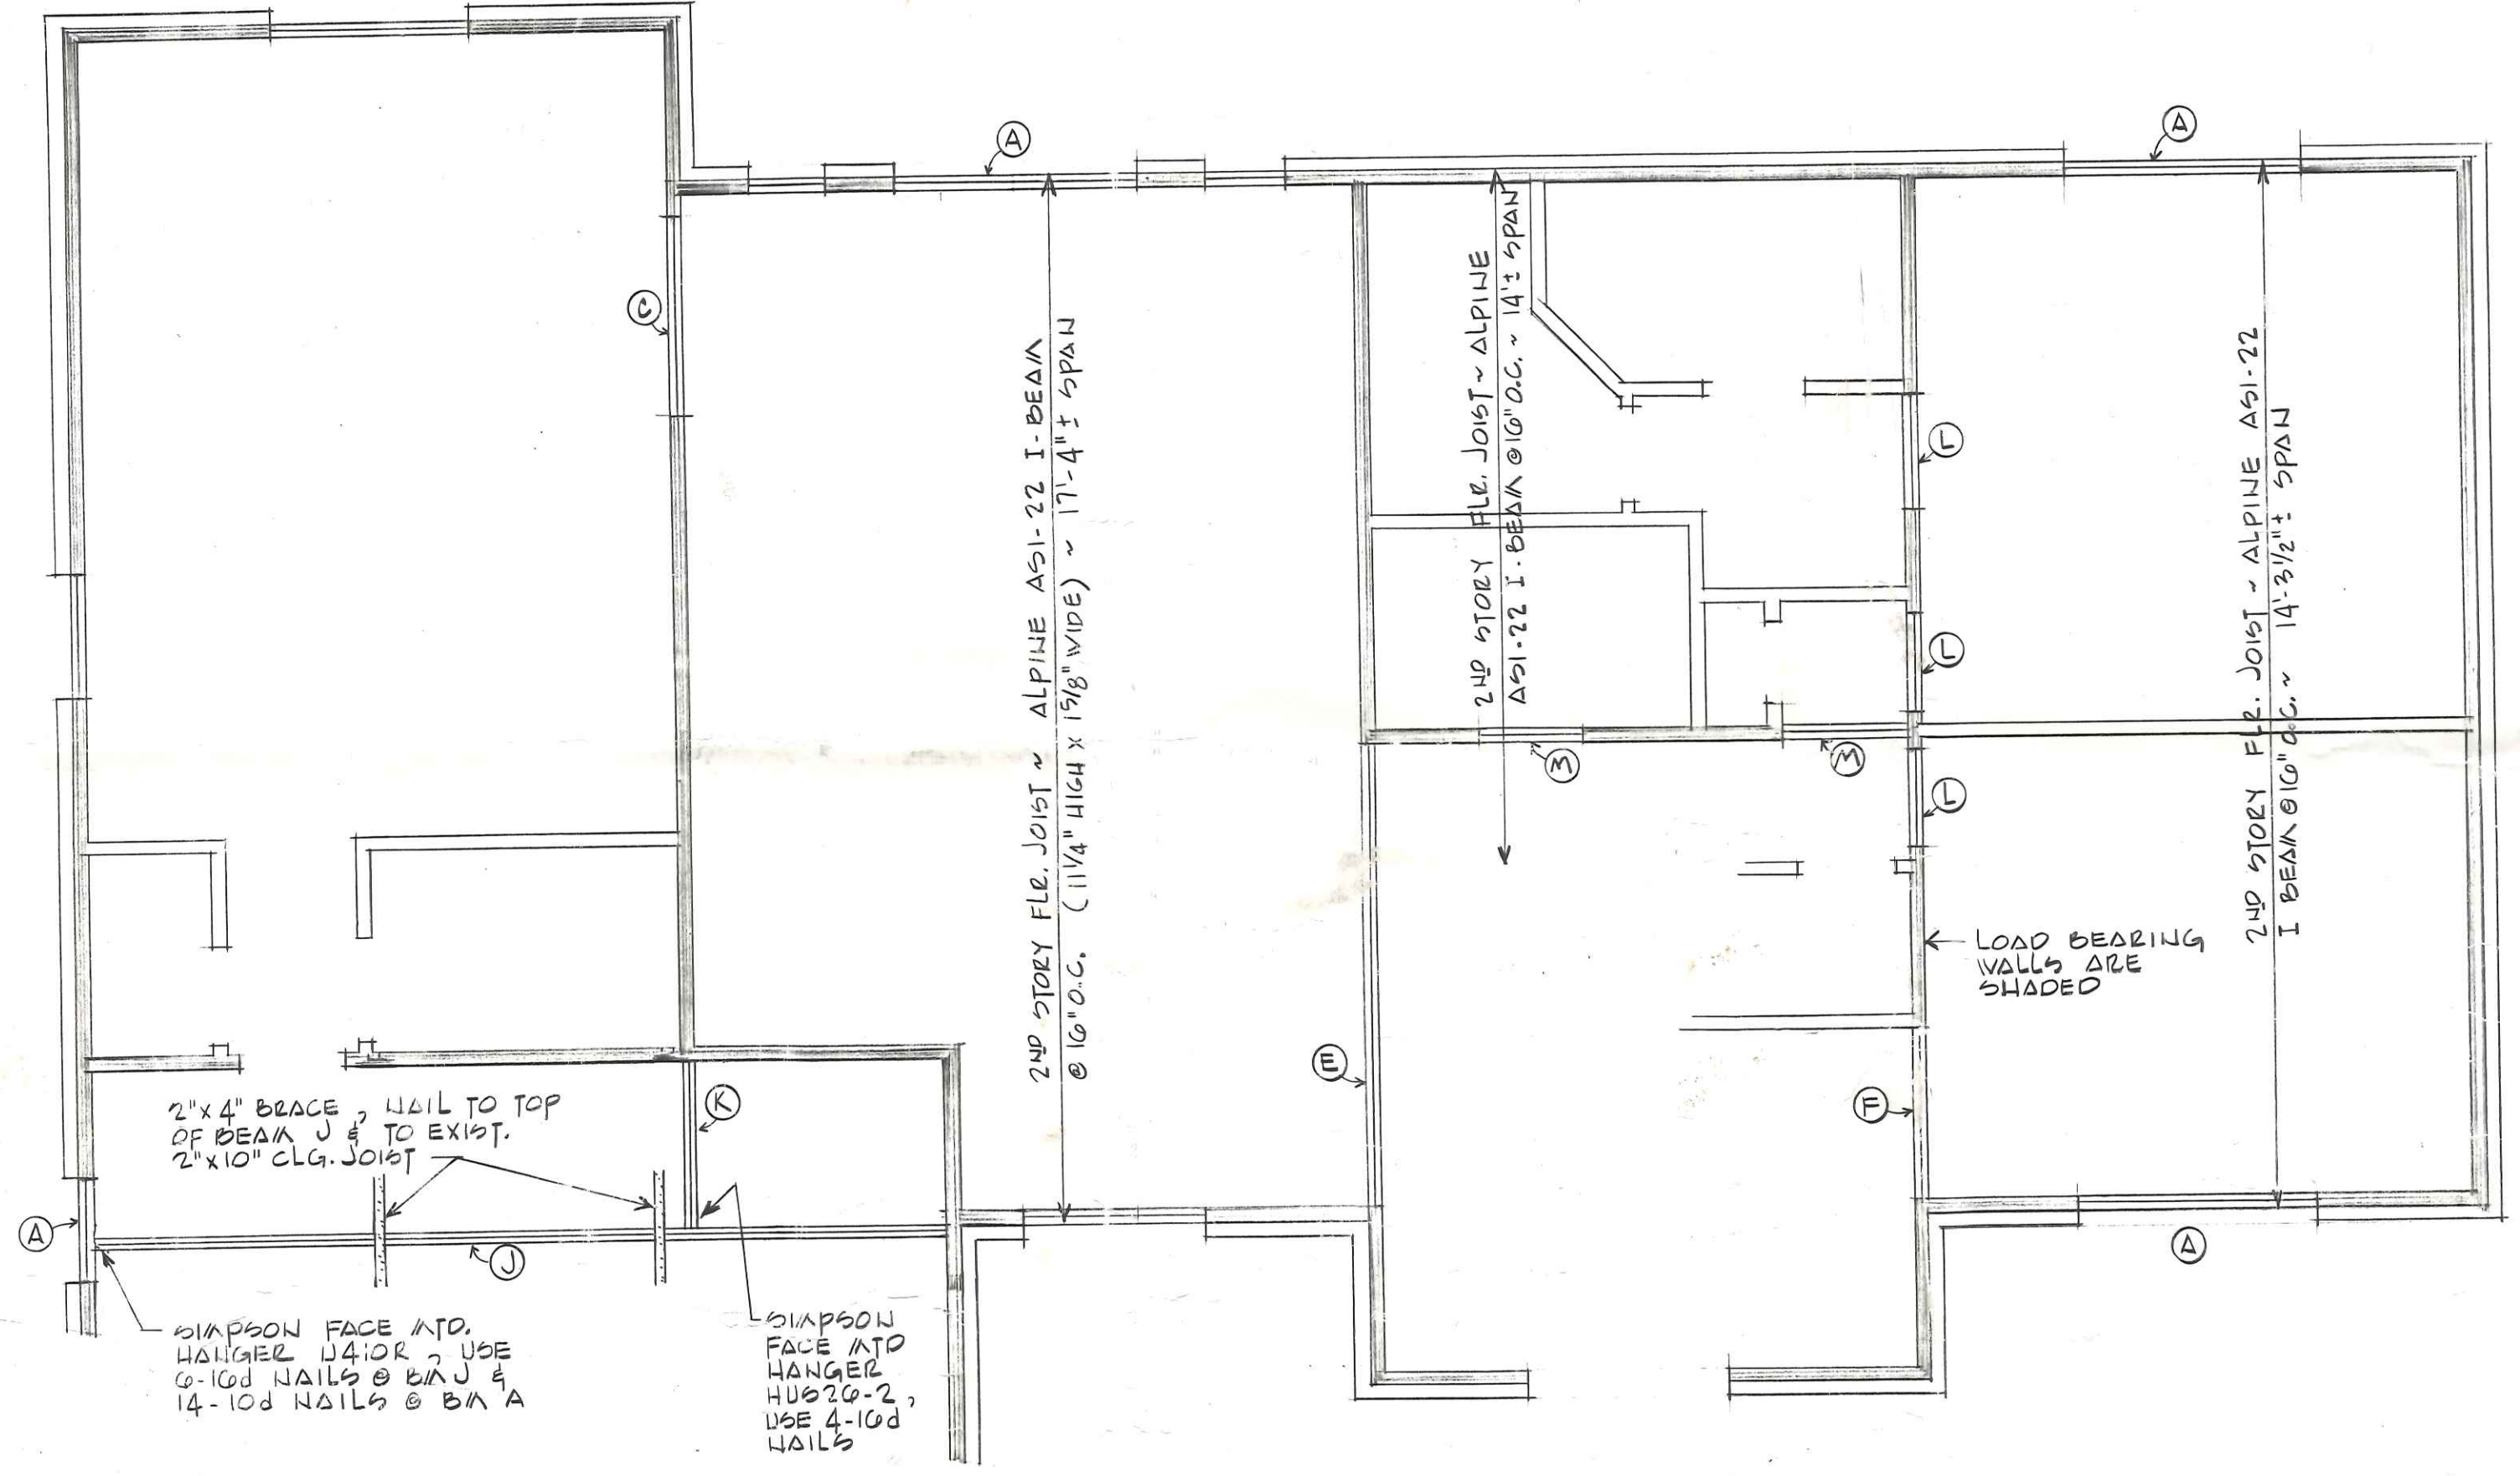 A
A
C
2ND STORY FLR. JOIST ~ ALPINE ASI-22 I-BEAM
@ 16" O.C. (11 1/4" HIGH X 1 5/8" WIDE) ~ 17'-4" ± SPAN
2ND STORY FLR. JOIST ~ ALPINE
ASI-22 I-BEAM @ 16" O.C. ~ 14' ± SPAN
2ND STORY FLR. JOIST ~ ALPINE ASI-22
I BEAM @ 16" O.C. ~ 14'-3 1/2" ± SPAN
L
L
M
M
L
LOAD BEARING
WALLS ARE
SHADED
E
F
K
2"x4" BRACE, NAIL TO TOP
OF BEAM J & TO EXIST.
2"x10" CLG. JOIST
A
J
A
SIMPSON FACE MTD.
HANGER U410R, USE
6-16d NAILS @ BM J &
14-10d NAILS @ BM A
SIMPSON
FACE MTD
HANGER
HUS26-2,
USE 4-16d
NAILS